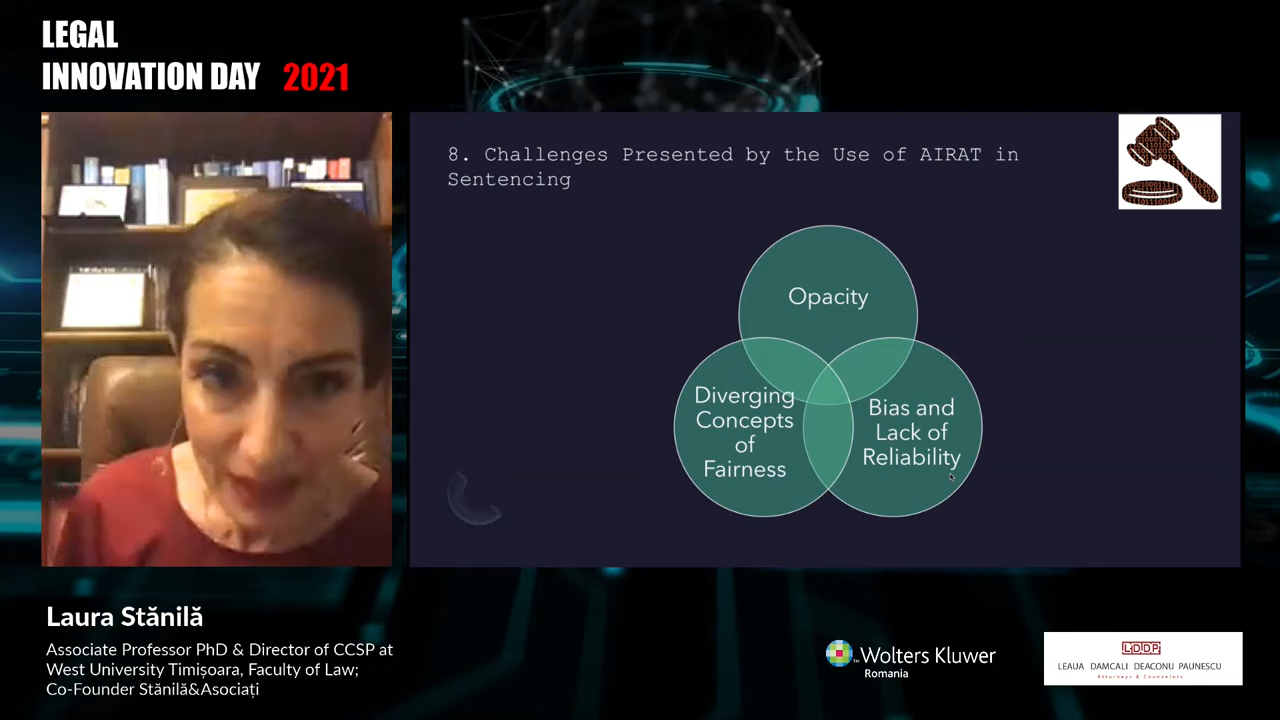 LEGAL
INNOVATION DAY 2021
8. Challenges Presented by the Use of AIRAT in
Sentencing
Opacity
Diverging
Concepts
of
Fairness
Bias and
Lack of
Reliability
Laura Stănilă
Associate Professor PhD & Director of CCSP at
West University Timișoara, Faculty of Law;
Co-Founder Stănilă&Asociați
Wolters Kluwer
Romania
LDDP
LEAUA DAMCALI DEACONU PAUNESCU
Attorneys & Counselors